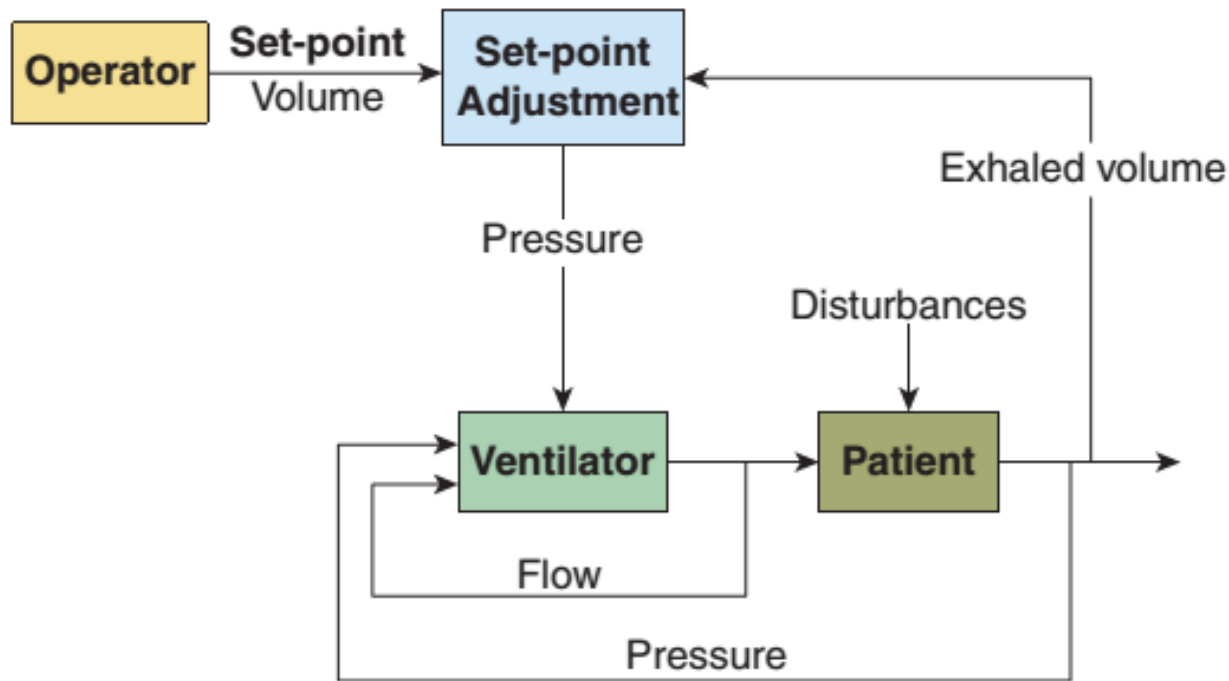 Operator
Set-point
Volume
Set-point
Adjustment
Exhaled volume
Pressure
Disturbances
Ventilator
Patient
Flow
Pressure